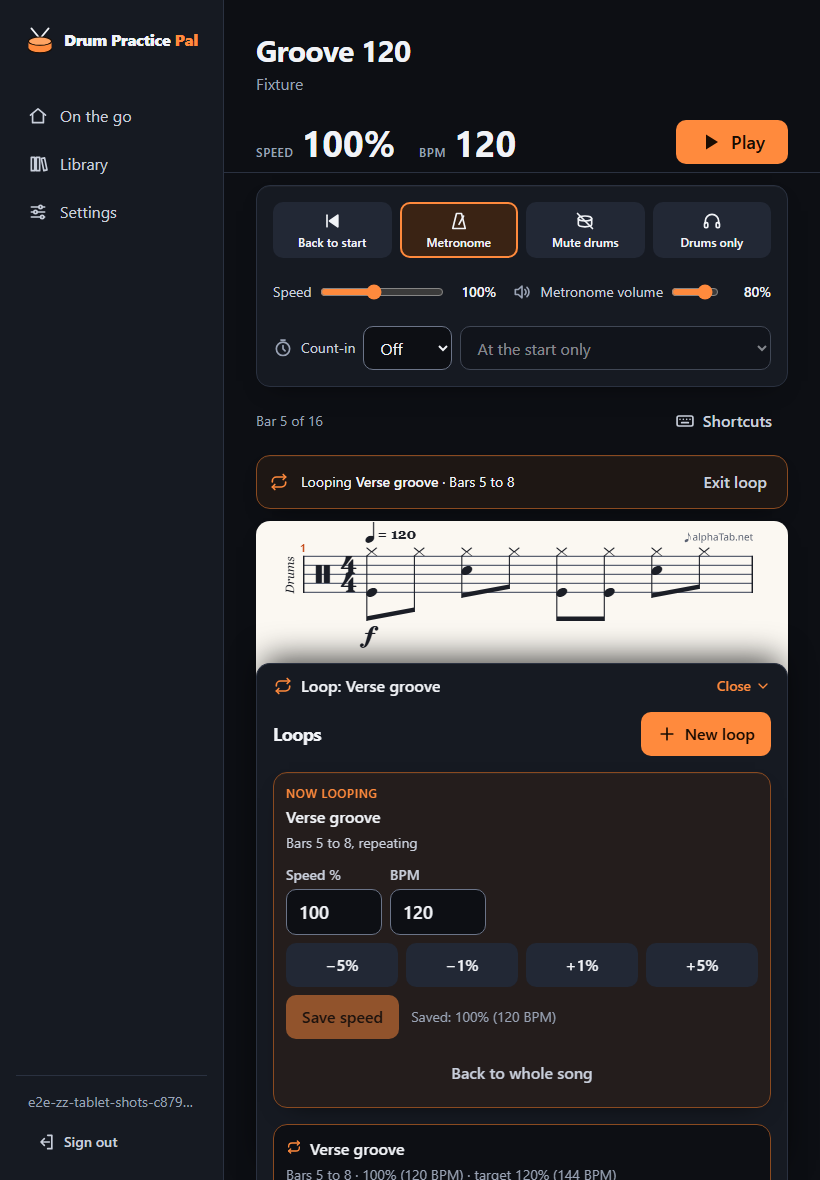 Drum Practice Pal
On the go
Library
Settings
e2e-zz-tablet-shots-c879...
Sign out
Groove 120
Fixture
SPEED 100% BPM 120
Play
Back to start
Metronome
Mute drums
Drums only
Speed 100% Metronome volume 80%
Count-in Off At the start only
Bar 5 of 16
Shortcuts
Looping Verse groove · Bars 5 to 8 Exit loop
= 120
alphaTab.net
1
Drums
4
4
f
Loop: Verse groove
Close
Loops
New loop
NOW LOOPING
Verse groove
Bars 5 to 8, repeating
Speed % BPM
100 120
−5% −1% +1% +5%
Save speed Saved: 100% (120 BPM)
Back to whole song
Verse groove
Bars 5 to 8 · 100% (120 BPM) · target 120% (144 BPM)